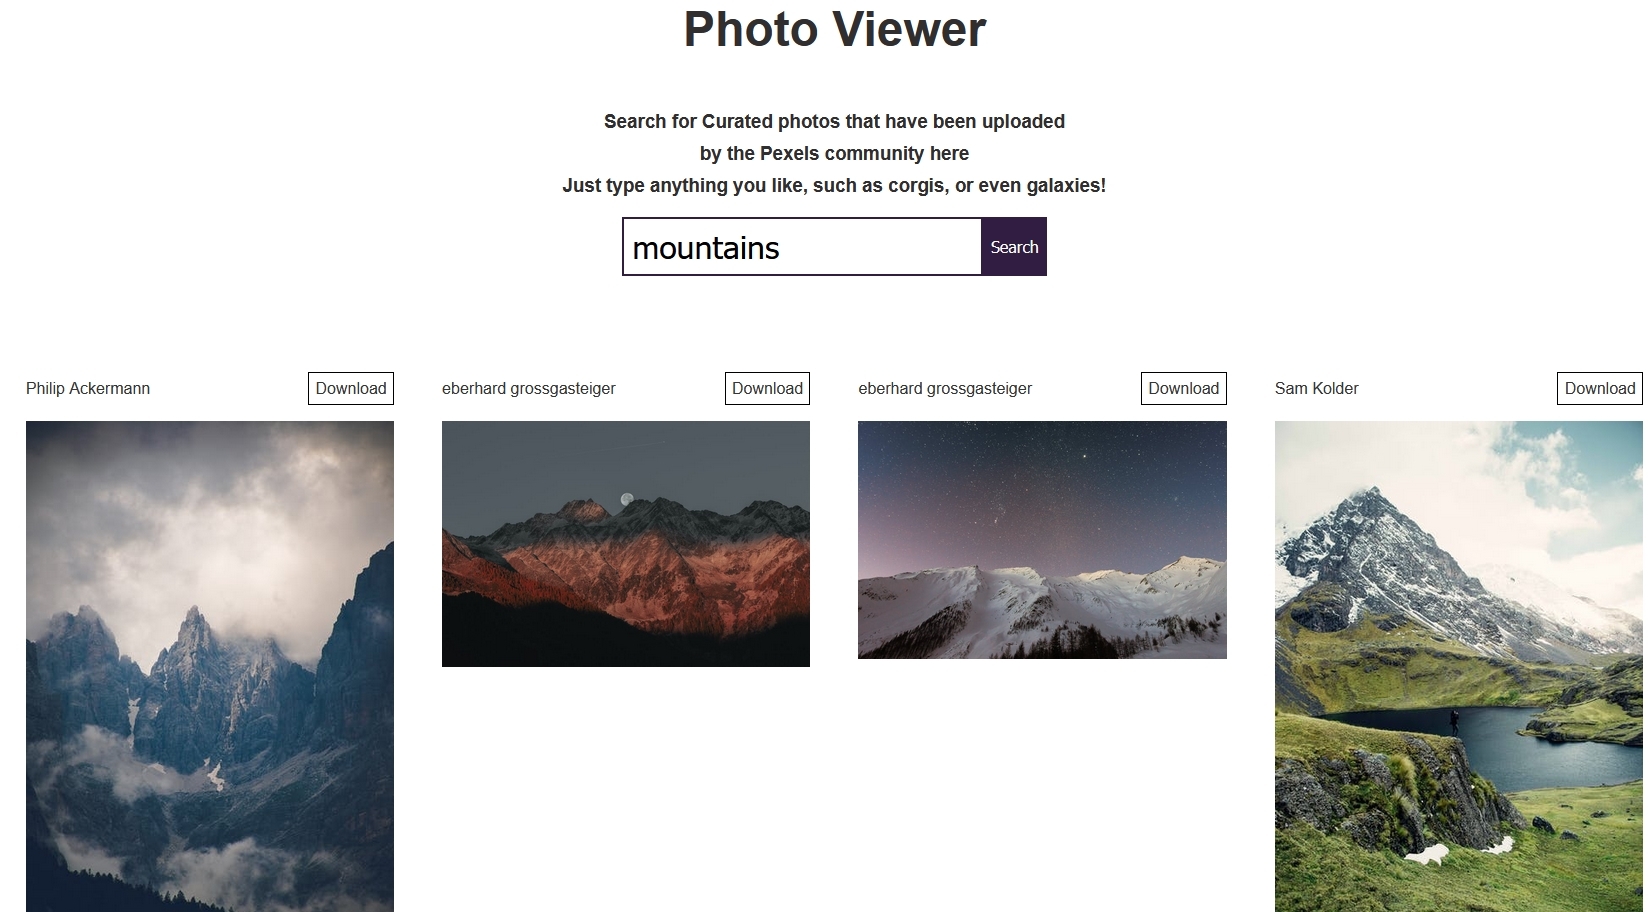 Photo Viewer
Search for Curated photos that have been uploaded
by the Pexels community here
Just type anything you like, such as corgis, or even galaxies!
mountains Search
Philip Ackermann Download eberhard grossgasteiger Download eberhard grossgasteiger Download Sam Kolder Download